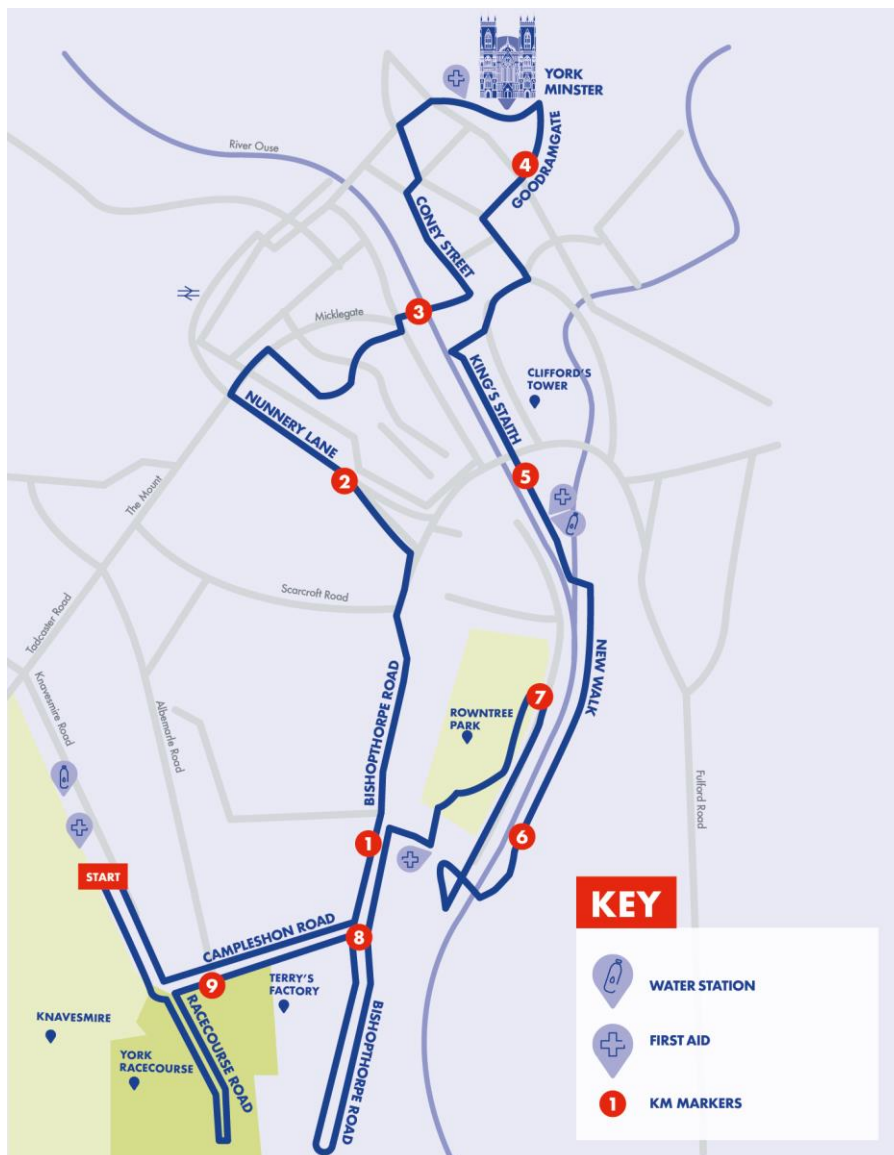 YORK
MINSTER
River Ouse
4
GOODRAMGATE
CONEY STREET
3
Micklegate
KING'S STAITH
CLIFFORD'S
TOWER
NUNNERY LANE
2
5
The Mount
Scarcroft Road
Tadcaster Road
Knavesmire Road
Albemarle Road
BISHOPTHORPE ROAD
NEW WALK
7
ROWNTREE
PARK
Fulford Road
6
1
START
CAMPLESHON ROAD
8
9
TERRY'S
FACTORY
RACECOURSE ROAD
BISHOPTHORPE ROAD
KNAVESMIRE
YORK
RACECOURSE
KEY
WATER STATION
FIRST AID
1 KM MARKERS